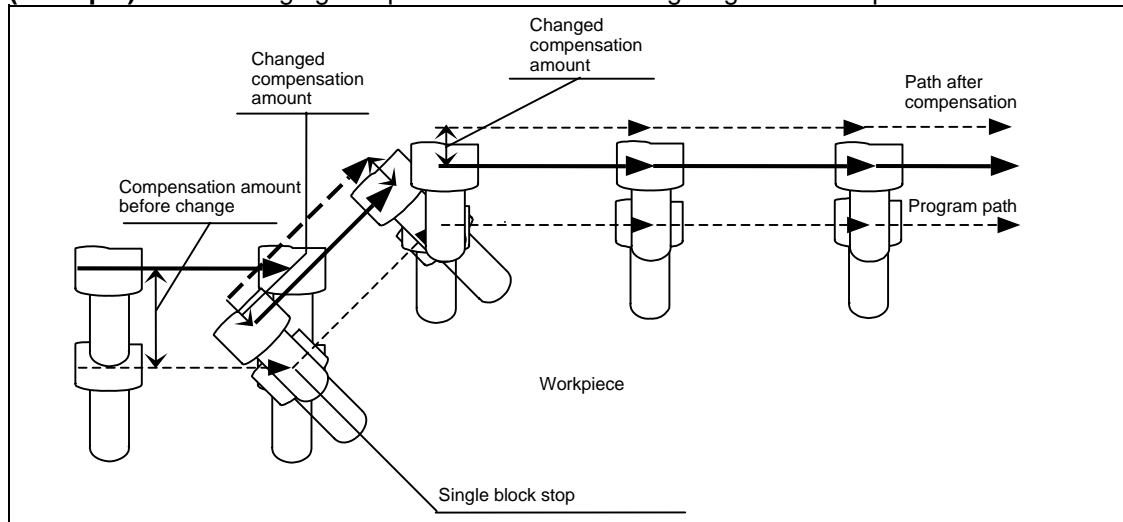 Changed
compensation
amount
Changed
compensation
amount
Path after
compensation
Compensation amount
before change
Program path
Workpiece
Single block stop